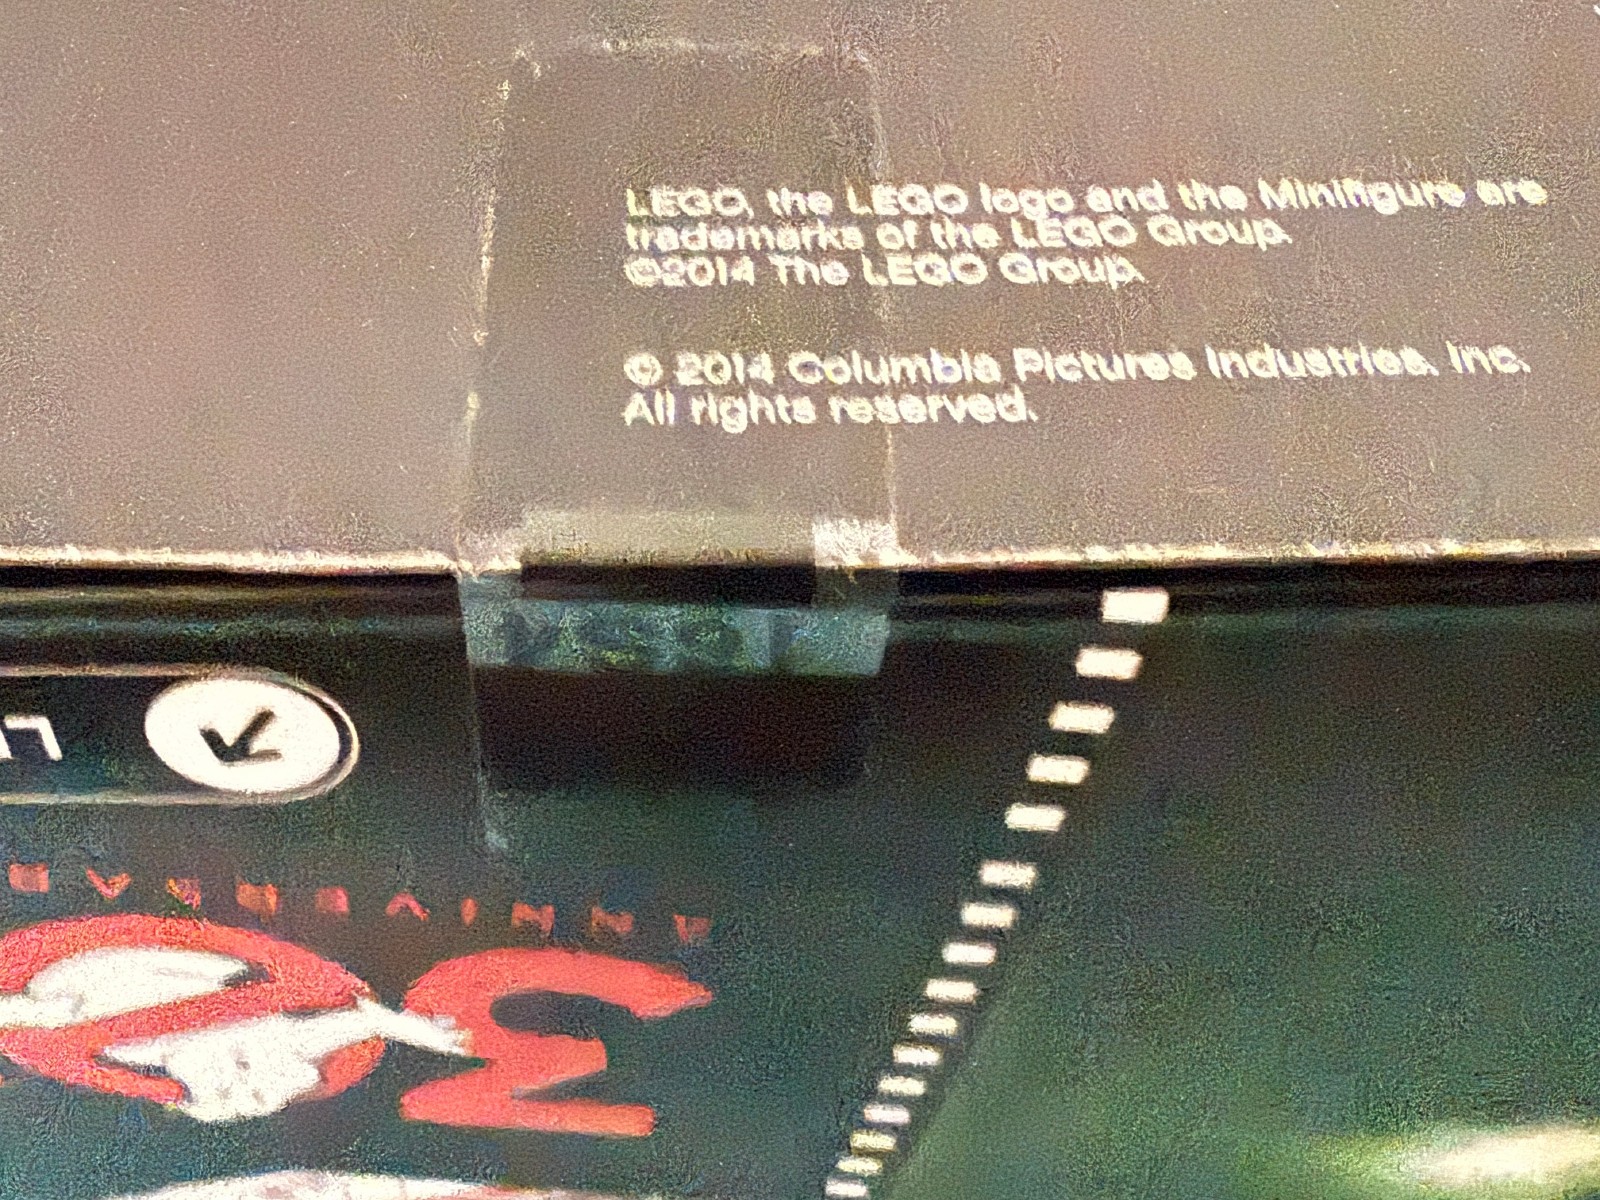 LEGO, the LEGO logo and the Minifigure are
trademarks of the LEGO Group.
©2014 The LEGO Group.
© 2014 Columbia Pictures Industries, Inc.
All rights reserved.
3